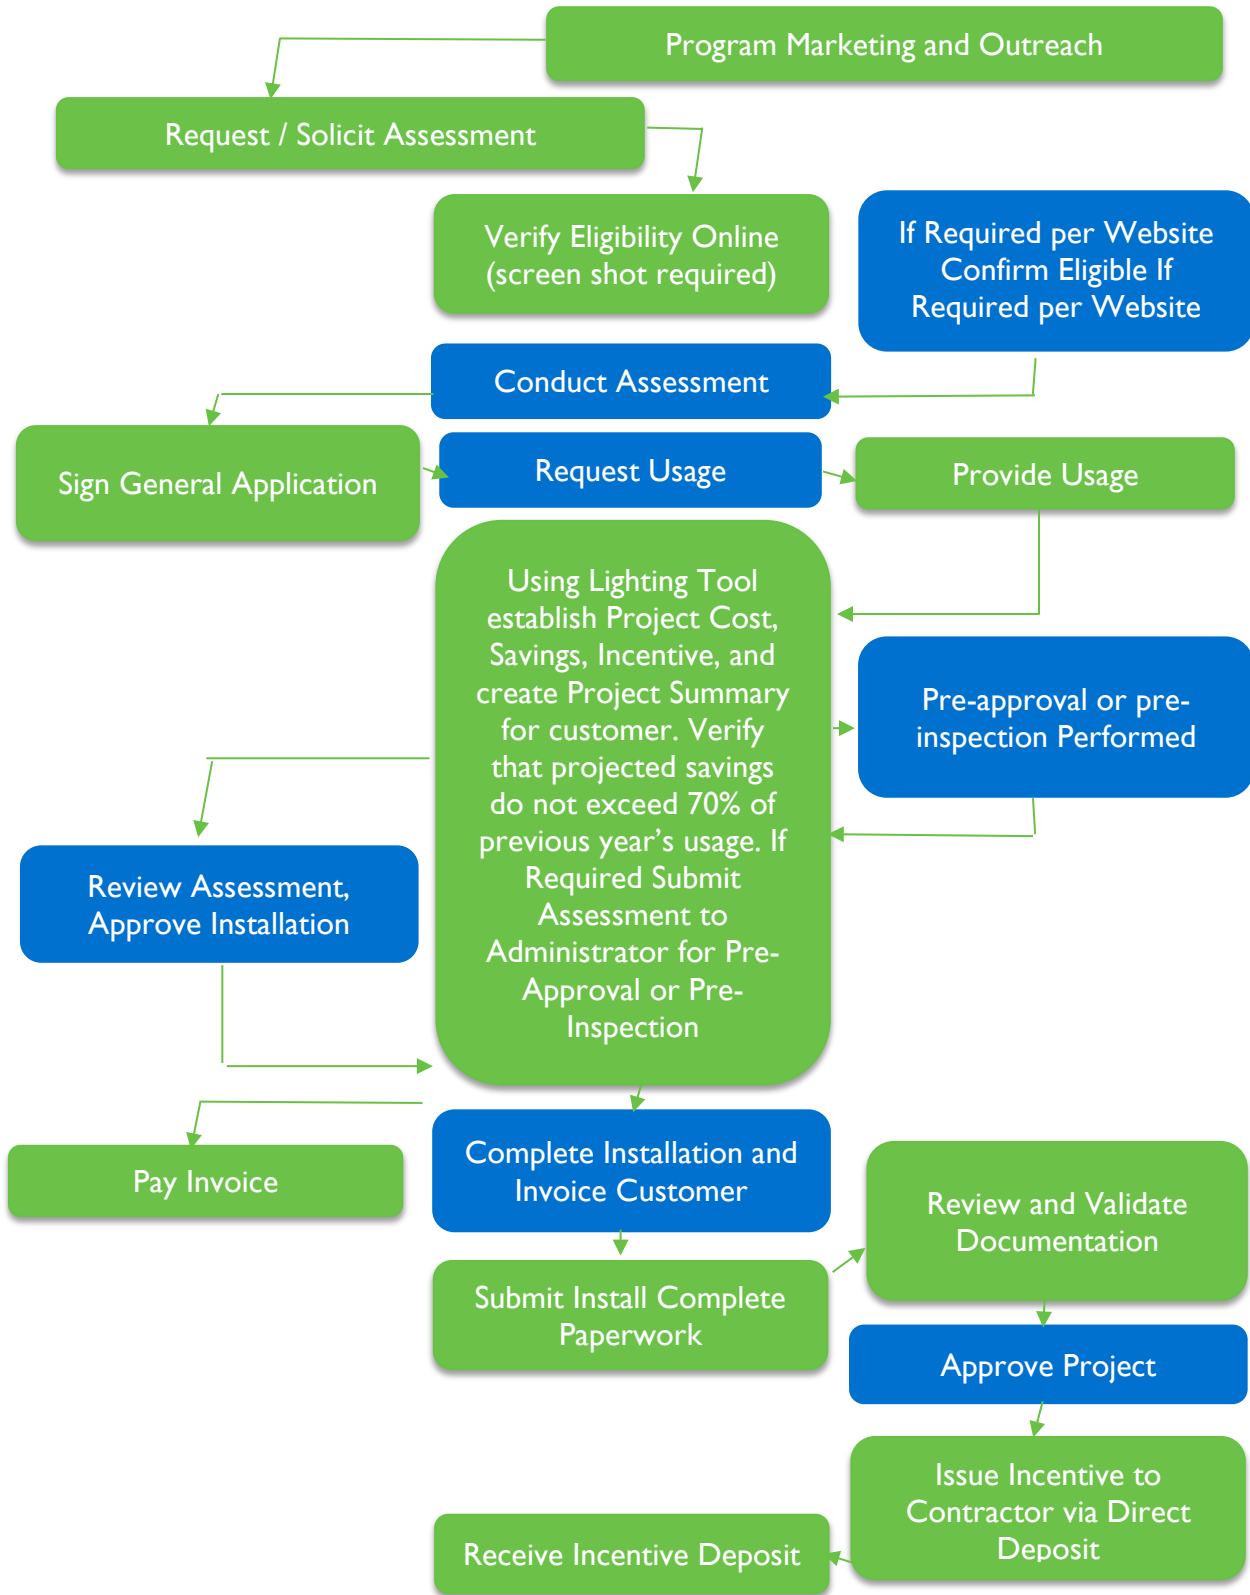 Program Marketing and Outreach
Request / Solicit Assessment
Verify Eligibility Online
(screen shot required)
If Required per Website
Confirm Eligible If
Required per Website
Conduct Assessment
Sign General Application
Request Usage
Provide Usage
Using Lighting Tool
establish Project Cost,
Savings, Incentive, and
create Project Summary
for customer. Verify
that projected savings
do not exceed 70% of
previous year’s usage. If
Required Submit
Assessment to
Administrator for Pre-
Approval or Pre-
Inspection
Pre-approval or pre-
inspection Performed
Review Assessment,
Approve Installation
Complete Installation and
Invoice Customer
Pay Invoice
Submit Install Complete
Paperwork
Review and Validate
Documentation
Approve Project
Issue Incentive to
Contractor via Direct
Deposit
Receive Incentive Deposit